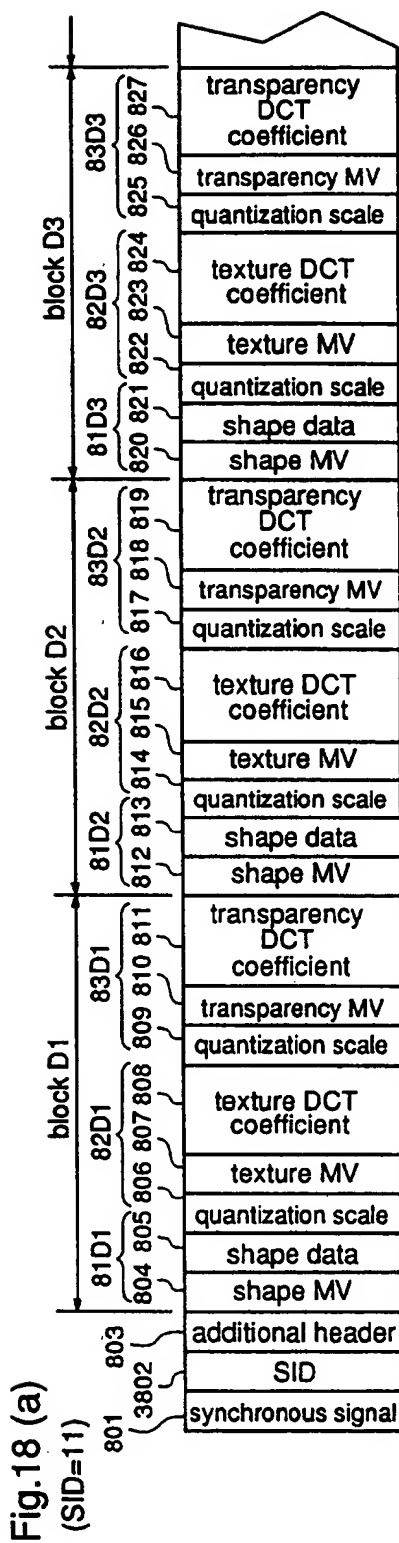 Fig.18 (a)
(SID=11)
block D1
block D2
block D3
81D1
82D1
83D1
81D2
82D2
83D2
81D3
82D3
83D3
801
3802
803
804
805
806
807
808
809
810
811
812
813
814
815
816
817
818
819
820
821
822
823
824
825
826
827
synchronous signal
SID
additional header
shape MV
shape data
quantization scale
texture MV
texture DCT
coefficient
quantization scale
transparency MV
transparency
DCT
coefficient
shape MV
shape data
quantization scale
texture MV
texture DCT
coefficient
quantization scale
transparency MV
transparency
DCT
coefficient
shape MV
shape data
quantization scale
texture MV
texture DCT
coefficient
quantization scale
transparency MV
transparency
DCT
coefficient